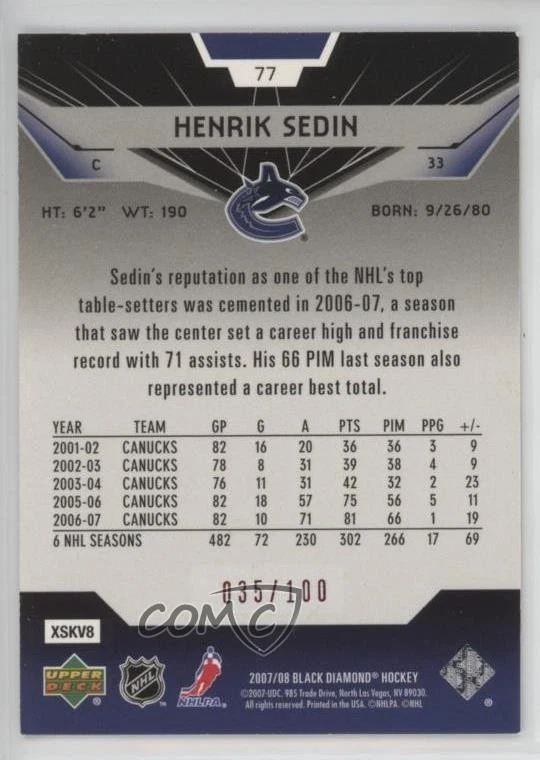 77
HENRIK SEDIN
C 33
HT: 6'2" WT: 190 BORN: 9/26/80
Sedin's reputation as one of the NHL's top
table-setters was cemented in 2006-07, a season
that saw the center set a career high and franchise
record with 71 assists. His 66 PIM last season also
represented a career best total.
YEAR TEAM GP G A PTS PIM PPG +/-
2001-02 CANUCKS 82 16 20 36 36 3 9
2002-03 CANUCKS 78 8 31 39 38 4 9
2003-04 CANUCKS 76 11 31 42 32 2 23
2005-06 CANUCKS 82 18 57 75 56 5 11
2006-07 CANUCKS 82 10 71 81 66 1 19
6 NHL SEASONS 482 72 230 302 266 17 69
035/100
COMC
XSKV8
UPPER DECK
NHL
NHLPA
2007/08 BLACK DIAMOND® HOCKEY
©2007-UDC. 985 Trade Drive, North Las Vegas, NV 89030.
All rights reserved. Printed in the USA. ©NHLPA. ©NHL